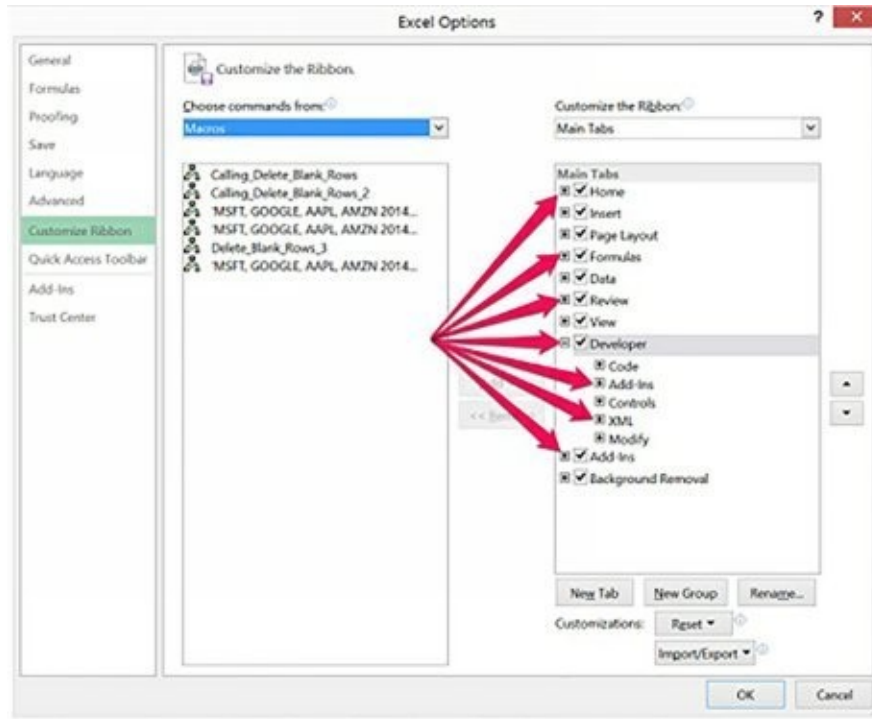 Excel Options
?
General
Formulas
Proofing
Save
Language
Advanced
Customize Ribbon
Quick Access Toolbar
Add-Ins
Trust Center
Customize the Ribbon.
Choose commands from:
Macros
Calling_Delete_Blank_Rows
Calling_Delete_Blank_Rows_2
'MSFT, GOOGLE, AAPL, AMZN 2014...
'MSFT, GOOGLE, AAPL, AMZN 2014...
Delete_Blank_Rows_3
'MSFT, GOOGLE, AAPL, AMZN 2014...
<<
Customize the Ribbon:
Main Tabs
Main Tabs
Home
Insert
Page Layout
Formulas
Data
Review
View
Developer
Code
Add-Ins
Controls
XML
Modify
Add-Ins
Background Removal
New Tab
New Group
Rename...
Customizations:
Reset
Import/Export
OK
Cancel